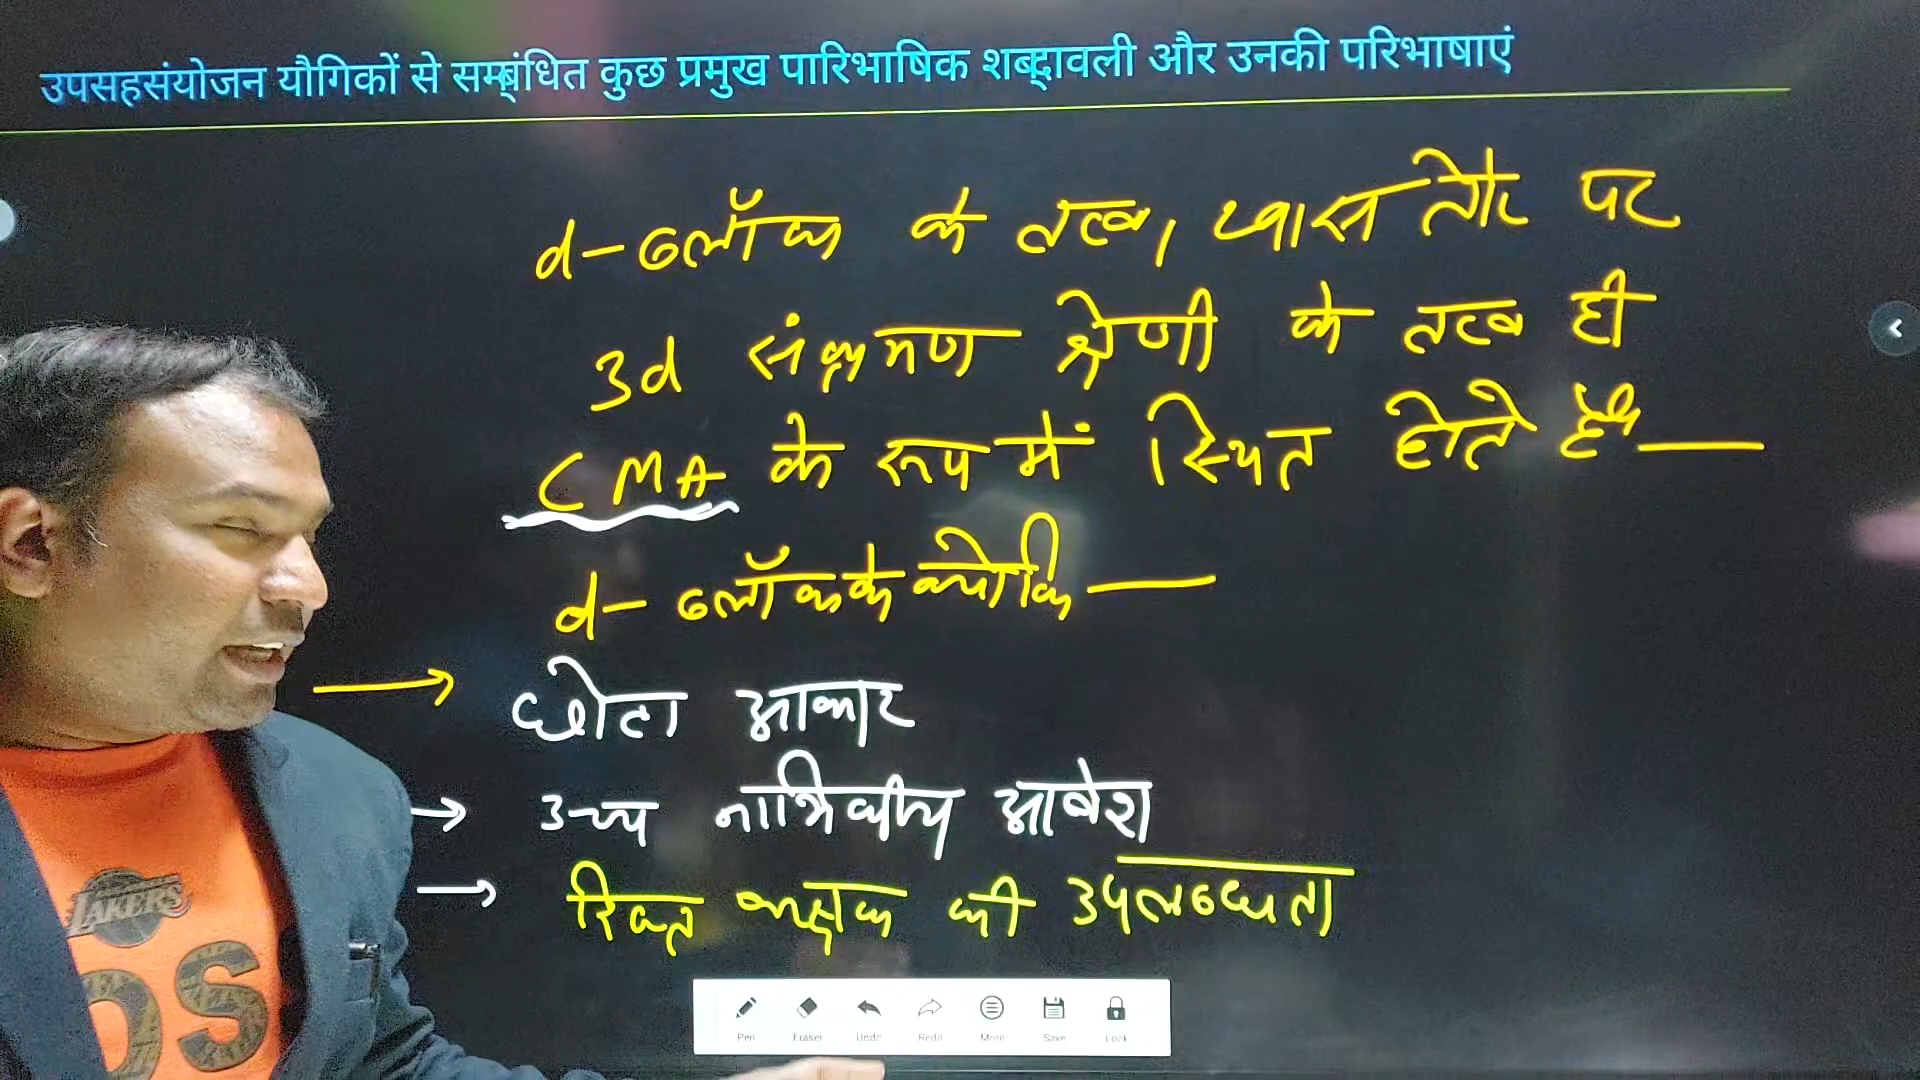 उपसहसंयोजन यौगिकों से सम्बंधित कुछ प्रमुख पारिभाषिक शब्दावली और उनकी परिभाषाएं
d-ब्लॉक के तत्व, खास तौर पर
3d संक्रमण श्रेणी के तत्व ही
CMA के रूप में स्थित होते हैं—
d-ब्लॉक के क्योंकि—
→ छोटा आकार
→ उच्च नाभिकीय आवेश
→ रिक्त कक्षक की उपलब्धता
LAKERS
OS
Pen Eraser Undo Redo More Save Lock